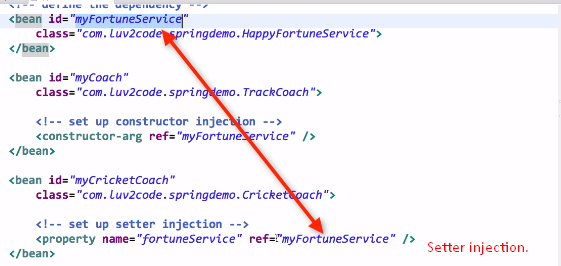 <!-- define the dependency -->
<bean id="myFortuneService"
class="com.luv2code.springdemo.HappyFortuneService">
</bean>
<bean id="myCoach"
class="com.luv2code.springdemo.TrackCoach">
<!-- set up constructor injection -->
<constructor-arg ref="myFortuneService" />
</bean>
<bean id="myCricketCoach"
class="com.luv2code.springdemo.CricketCoach">
<!-- set up setter injection -->
<property name="fortuneService" ref="myFortuneService" />
Setter injection.
</bean>